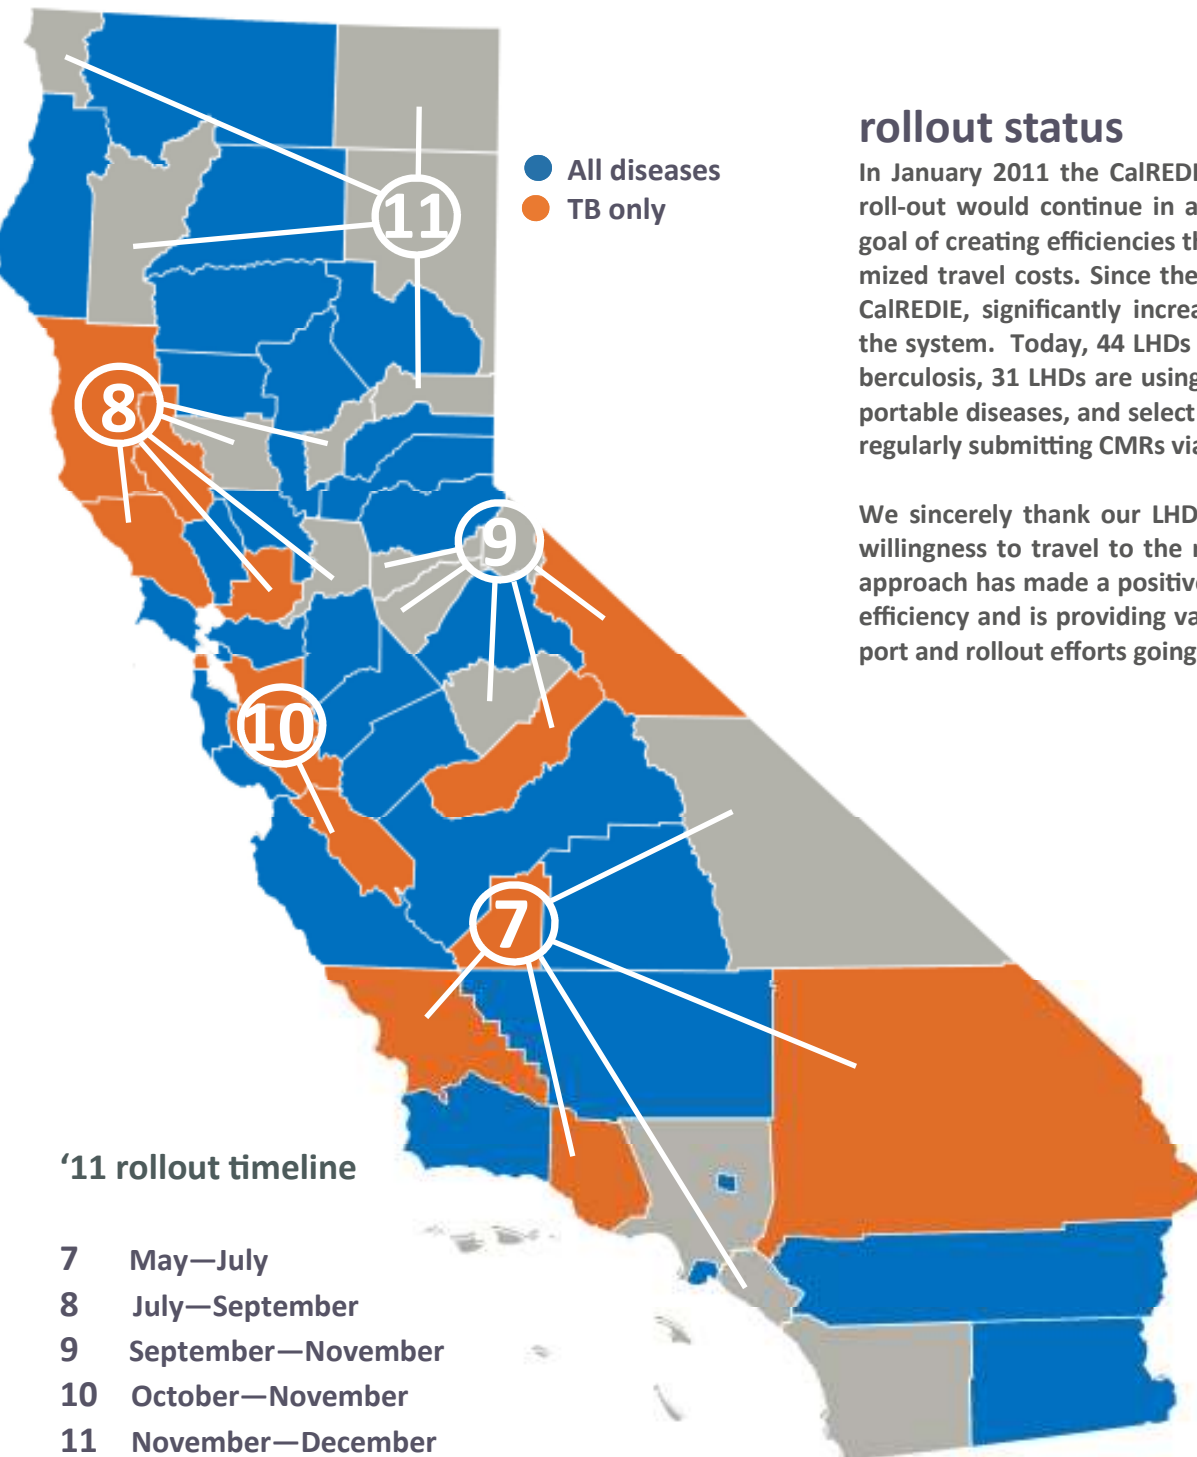 All diseases
TB only
11
8
9
10
7
rollout status
In January 2011 the CalREDI
roll-out would continue in a
goal of creating efficiencies th
mized travel costs. Since the
CalREDIE, significantly increa
the system. Today, 44 LHDs
berculosis, 31 LHDs are using
portable diseases, and select
regularly submitting CMRs via
We sincerely thank our LHD
willingness to travel to the r
approach has made a positive
efficiency and is providing va
port and rollout efforts going
‘11 rollout timeline
7 May—July
8 July—September
9 September—November
10 October—November
11 November—December